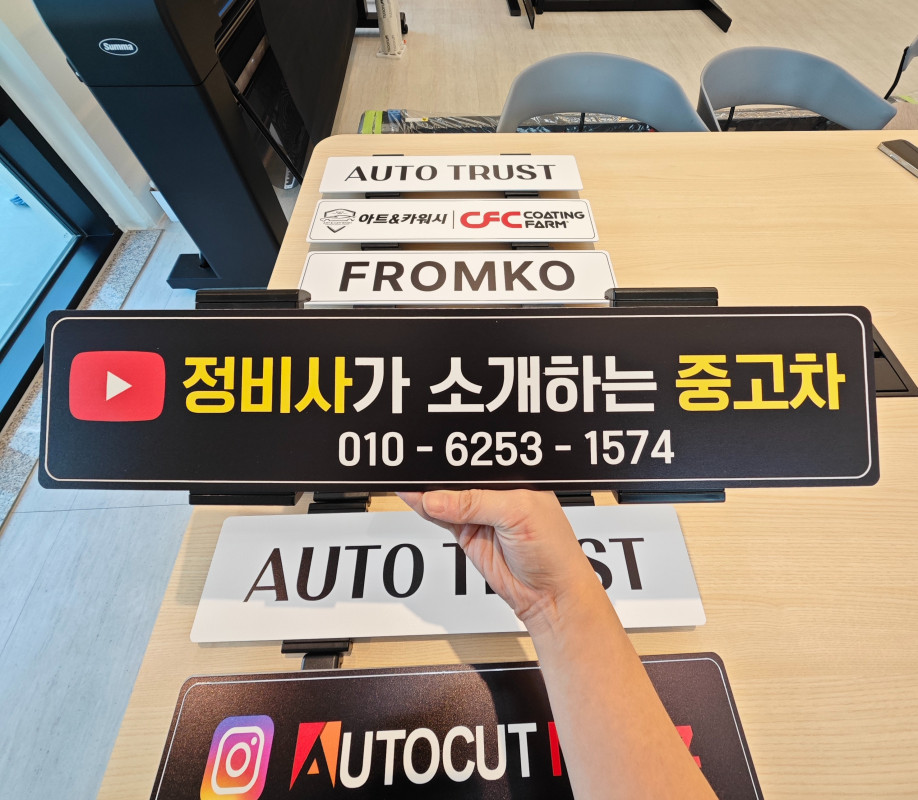 Summa
AUTO TRUST
아트&카워시 CFC COATING FARM
FROMKO
정비사가 소개하는 중고차
010 - 6253 - 1574
AUTO
AUTOCUT